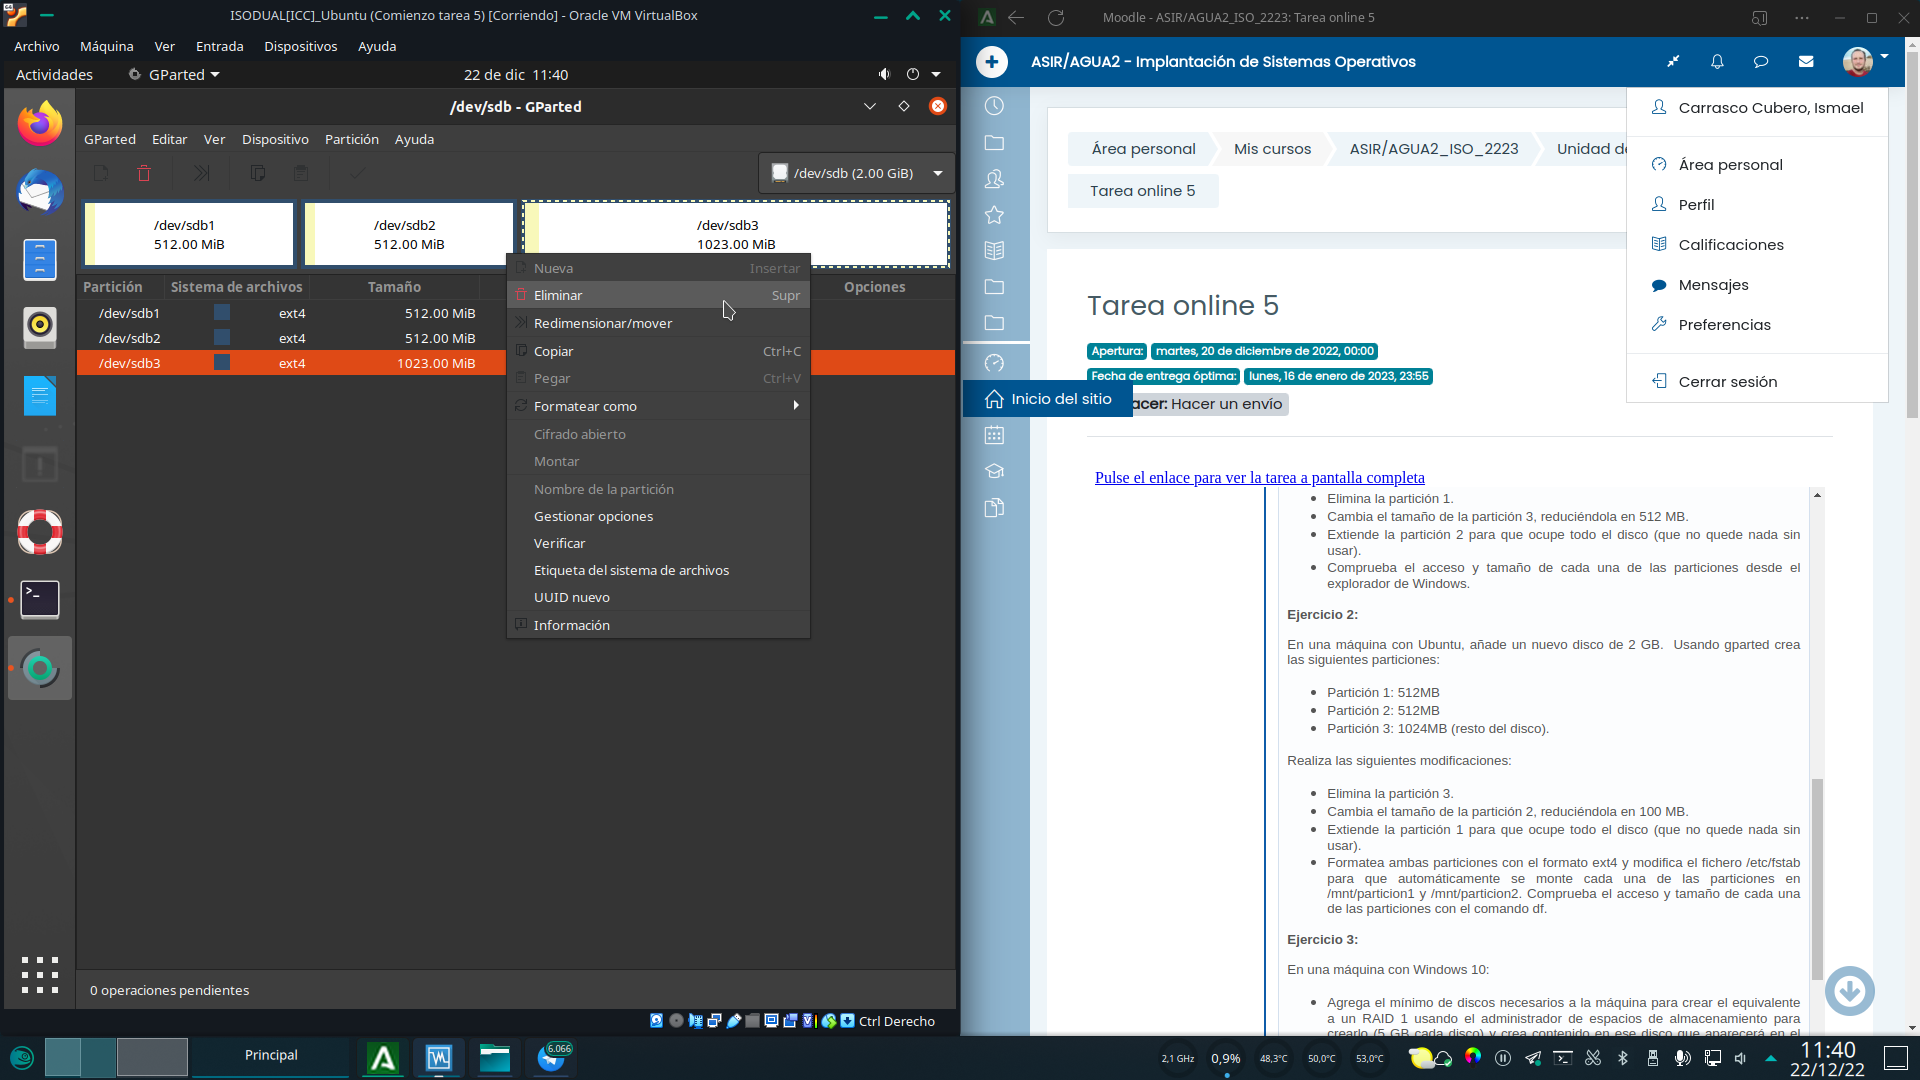 ISODUAL[ICC]_Ubuntu (Comienzo tarea 5) [Corriendo] - Oracle VM VirtualBox
Archivo Máquina Ver Entrada Dispositivos Ayuda
Actividades GParted 22 de dic 11:40
/dev/sdb - GParted
GParted Editar Ver Dispositivo Partición Ayuda
/dev/sdb (2.00 GiB)
/dev/sdb1
512.00 MiB
/dev/sdb2
512.00 MiB
/dev/sdb3
1023.00 MiB
Partición Sistema de archivos Tamaño Opciones
/dev/sdb1 ext4 512.00 MiB
/dev/sdb2 ext4 512.00 MiB
/dev/sdb3 ext4 1023.00 MiB
Nueva Insertar
Eliminar Supr
Redimensionar/mover
Copiar Ctrl+C
Pegar Ctrl+V
Formatear como
Cifrado abierto
Montar
Nombre de la partición
Gestionar opciones
Verificar
Etiqueta del sistema de archivos
UUID nuevo
Información
0 operaciones pendientes
Ctrl Derecho
Moodle - ASIR/AGUA2_ISO_2223: Tarea online 5
ASIR/AGUA2 - Implantación de Sistemas Operativos
Área personal Mis cursos ASIR/AGUA2_ISO_2223 Unidad de
Tarea online 5
Carrasco Cubero, Ismael
Área personal
Perfil
Calificaciones
Mensajes
Preferencias
Cerrar sesión
Tarea online 5
Apertura: martes, 20 de diciembre de 2022, 00:00
Fecha de entrega óptima: lunes, 16 de enero de 2023, 23:55
Inicio del sitio
acer: Hacer un envío
Pulse el enlace para ver la tarea a pantalla completa
• Elimina la partición 1.
• Cambia el tamaño de la partición 3, reduciéndola en 512 MB.
• Extiende la partición 2 para que ocupe todo el disco (que no quede nada sin
usar).
• Comprueba el acceso y tamaño de cada una de las particiones desde el
explorador de Windows.
Ejercicio 2:
En una máquina con Ubuntu, añade un nuevo disco de 2 GB. Usando gparted crea
las siguientes particiones:
• Partición 1: 512MB
• Partición 2: 512MB
• Partición 3: 1024MB (resto del disco).
Realiza las siguientes modificaciones:
• Elimina la partición 3.
• Cambia el tamaño de la partición 2, reduciéndola en 100 MB.
• Extiende la partición 1 para que ocupe todo el disco (que no quede nada sin
usar).
• Formatea ambas particiones con el formato ext4 y modifica el fichero /etc/fstab
para que automáticamente se monte cada una de las particiones en
/mnt/particion1 y /mnt/particion2. Comprueba el acceso y tamaño de cada una
de las particiones con el comando df.
Ejercicio 3:
En una máquina con Windows 10:
• Agrega el mínimo de discos necesarios a la máquina para crear el equivalente
a un RAID 1 usando el administrador de espacios de almacenamiento para
crearlo (5 GB cada disco) y crea contenido en ese disco que aparecerá en el
Principal
6.066
2,1 GHz 0,9% 48,3°C 50,0°C 53,0°C
11:40
22/12/22